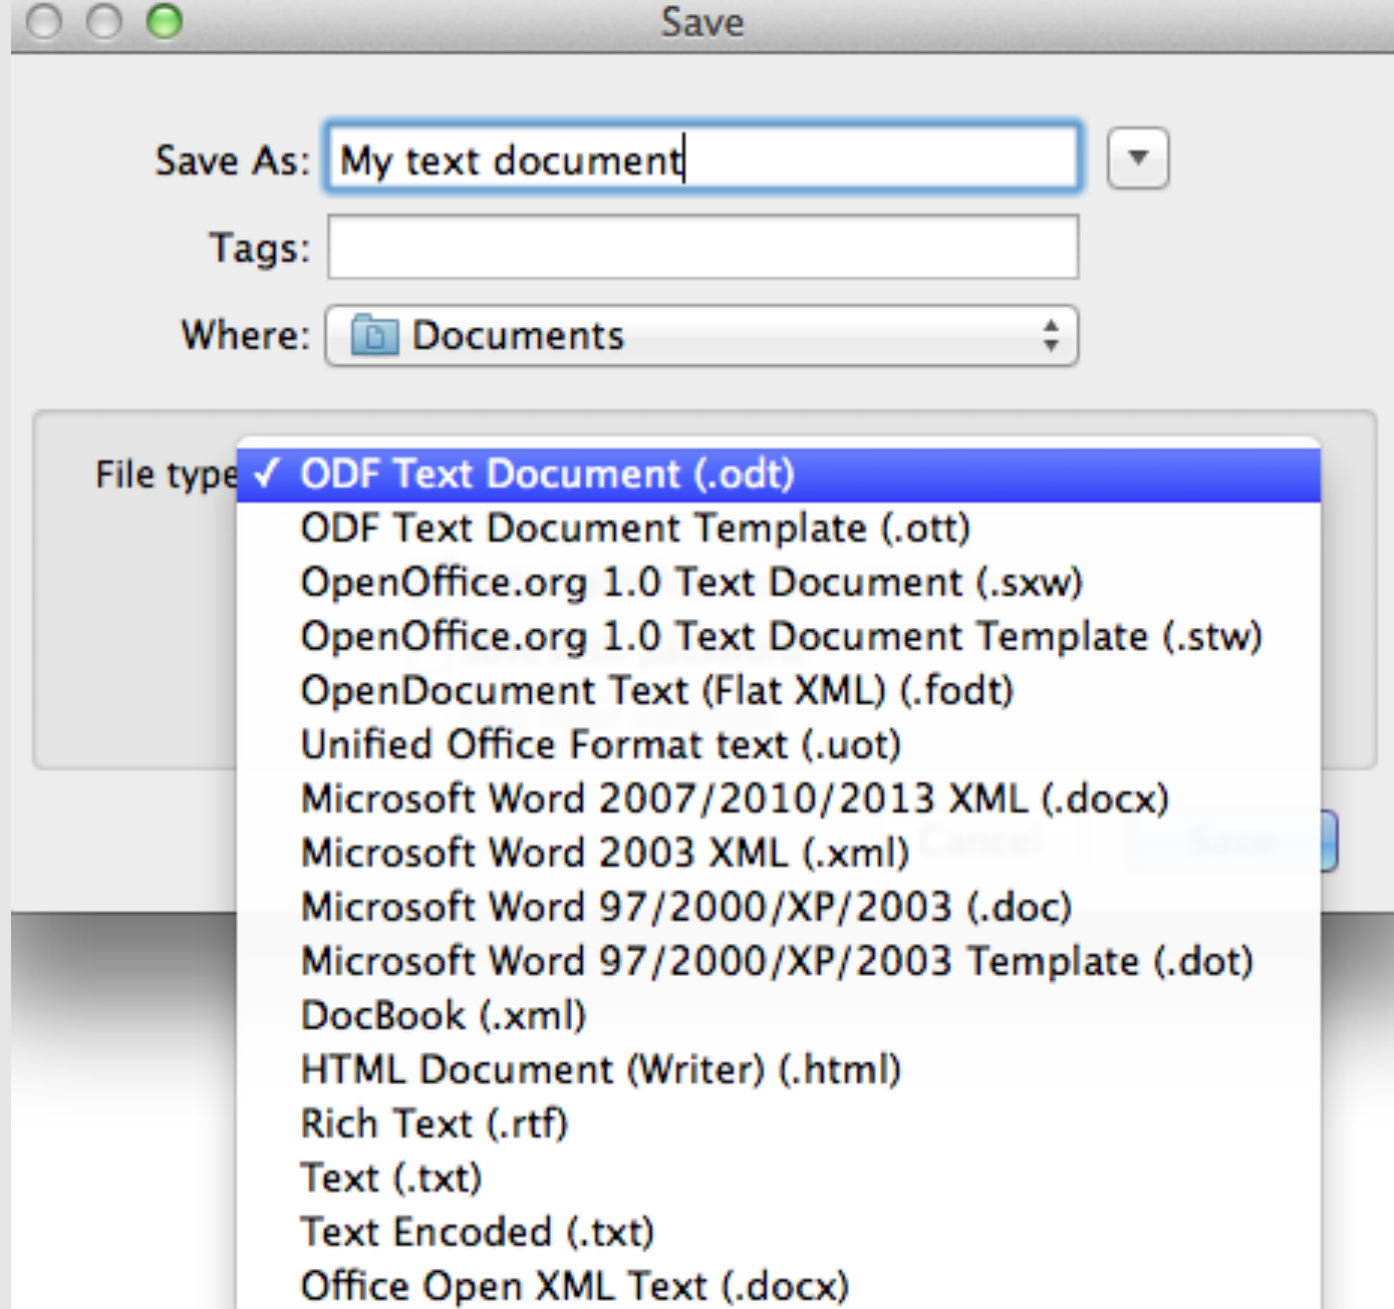 Save
Save As: My text document
Tags:
Where: Documents
File type ✓ ODF Text Document (.odt)
ODF Text Document Template (.ott)
OpenOffice.org 1.0 Text Document (.sxw)
OpenOffice.org 1.0 Text Document Template (.stw)
OpenDocument Text (Flat XML) (.fodt)
Unified Office Format text (.uot)
Microsoft Word 2007/2010/2013 XML (.docx)
Microsoft Word 2003 XML (.xml)
Cancel Save
Microsoft Word 97/2000/XP/2003 (.doc)
Microsoft Word 97/2000/XP/2003 Template (.dot)
DocBook (.xml)
HTML Document (Writer) (.html)
Rich Text (.rtf)
Text (.txt)
Text Encoded (.txt)
Office Open XML Text (.docx)